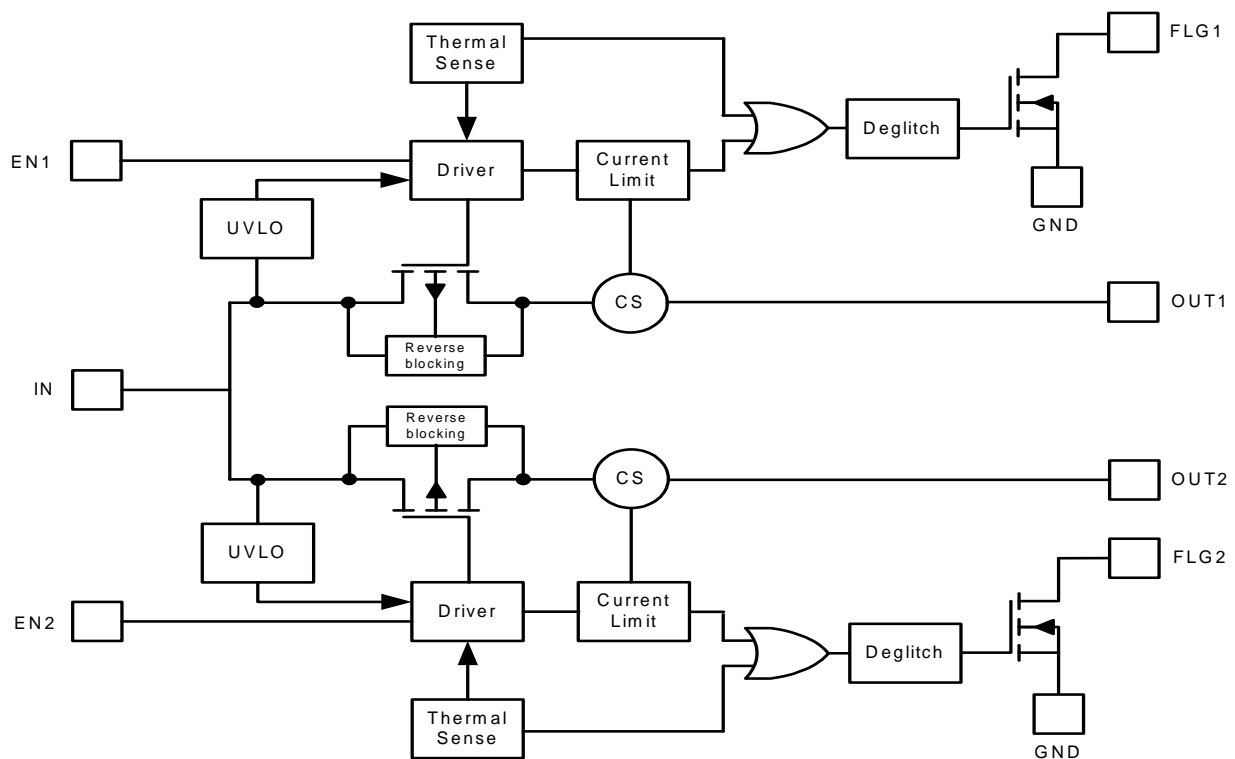 Thermal
Sense
FLG1
Deglitch
EN1
Driver
Current
Limit
UVLO
GND
CS
OUT1
Reverse
blocking
IN
Reverse
blocking
CS
OUT2
UVLO
FLG2
Driver
Current
Limit
EN2
Deglitch
Thermal
Sense
GND